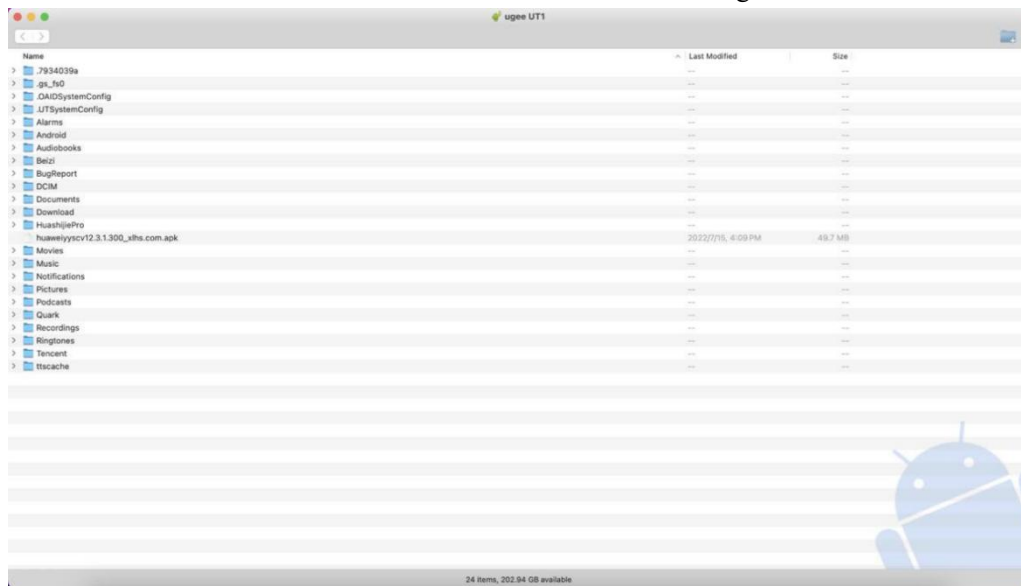 ugee UT1
Name Last Modified Size
.7934039a -- --
.gs_fs0 -- --
.OAIDSystemConfig -- --
.UTSystemConfig -- --
Alarms -- --
Android -- --
Audiobooks -- --
Beizi -- --
BugReport -- --
DCIM -- --
Documents -- --
Download -- --
HuashijiePro -- --
huaweiyyscv12.3.1.300_xlhs.com.apk 2022/7/15, 4:09 PM 49.7 MB
Movies -- --
Music -- --
Notifications -- --
Pictures -- --
Podcasts -- --
Quark -- --
Recordings -- --
Ringtones -- --
Tencent -- --
ttscache -- --
24 items, 202.94 GB available